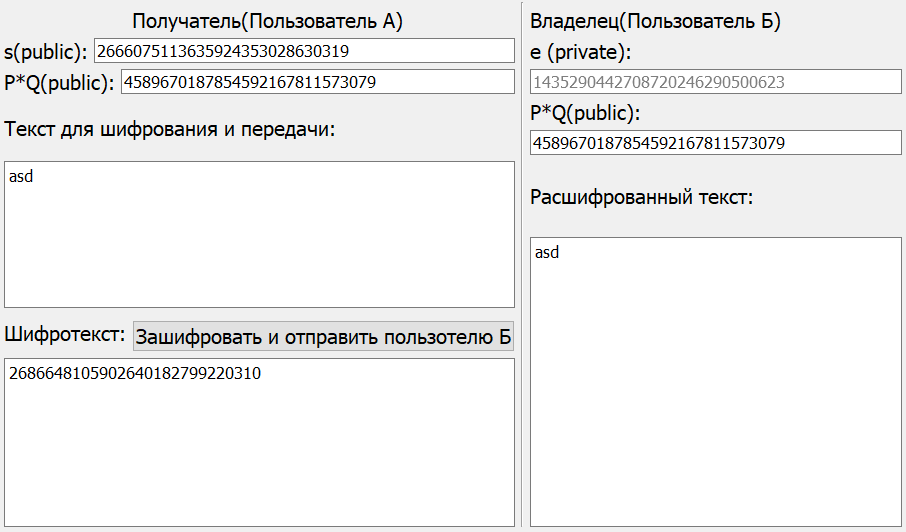 Получатель(Пользователь А)
s(public): 2666075113635924353028630319
P*Q(public): 4589670187854592167811573079
Текст для шифрования и передачи:
asd
Шифротекст: Зашифровать и отправить пользотелю Б
2686648105902640182799220310
Владелец(Пользователь Б)
e (private):
1435290442708720246290500623
P*Q(public):
4589670187854592167811573079
Расшифрованный текст:
asd